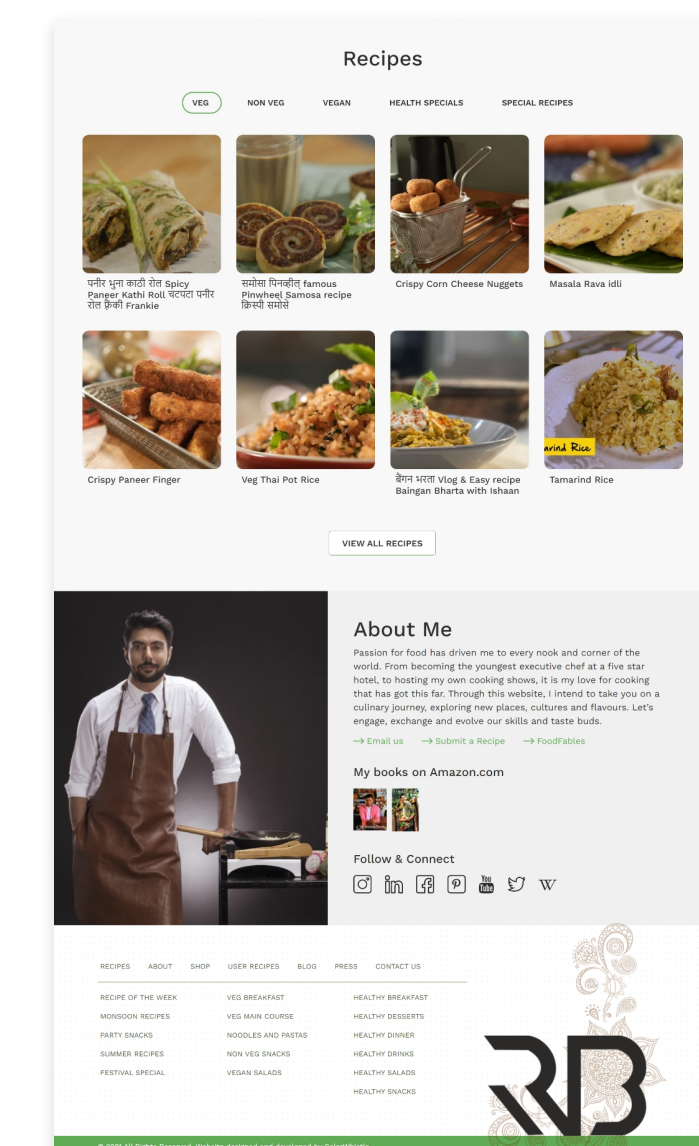 Recipes
VEG NON VEG VEGAN HEALTH SPECIALS SPECIAL RECIPES
पनीर भुना काठी रोल Spicy
Paneer Kathi Roll चटपटा पनीर
रोल फ़्रैंकी Frankie
समोसा पिनव्हील् famous
Pinwheel Samosa recipe
क्रिस्पी समोसे
Crispy Corn Cheese Nuggets
Masala Rava idli
arind Rice
Crispy Paneer Finger
Veg Thai Pot Rice
बैंगन भरता Vlog & Easy recipe
Baingan Bharta with Ishaan
Tamarind Rice
VIEW ALL RECIPES
About Me
Passion for food has driven me to every nook and corner of the
world. From becoming the youngest executive chef at a five star
hotel, to hosting my own cooking shows, it is my love for cooking
that has got this far. Through this website, I intend to take you on a
culinary journey, exploring new places, cultures and flavours. Let's
engage, exchange and evolve our skills and taste buds.
Email us Submit a Recipe FoodFables
My books on Amazon.com
Follow & Connect
You
Tube
W
RECIPES ABOUT SHOP USER RECIPES BLOG PRESS CONTACT US
RECIPE OF THE WEEK VEG BREAKFAST HEALTHY BREAKFAST
MONSOON RECIPES VEG MAIN COURSE HEALTHY DESSERTS
PARTY SNACKS NOODLES AND PASTAS HEALTHY DINNER
SUMMER RECIPES NON VEG SNACKS HEALTHY DRINKS
FESTIVAL SPECIAL VEGAN SALADS HEALTHY SALADS
HEALTHY SNACKS
RB